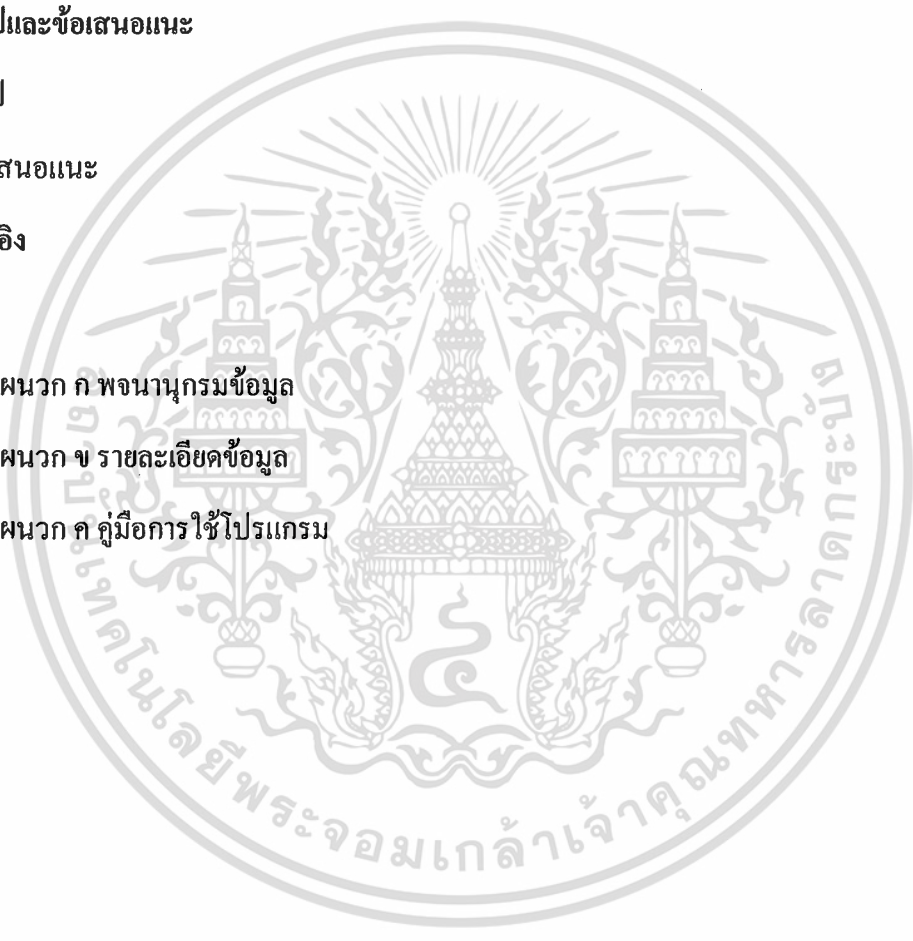 ปและข้อเสนอแนะ
ป
สนอแนะ
อิง
ผนวก ก พจนานุกรมข้อมูล
ผนวก ข รายละเอียดข้อมูล
ผนวก ค คู่มือการใช้โปรแกรม
สถาบันเทคโนโลยีพระจอมเกล้าเจ้าคุณทหารลาดกระบัง